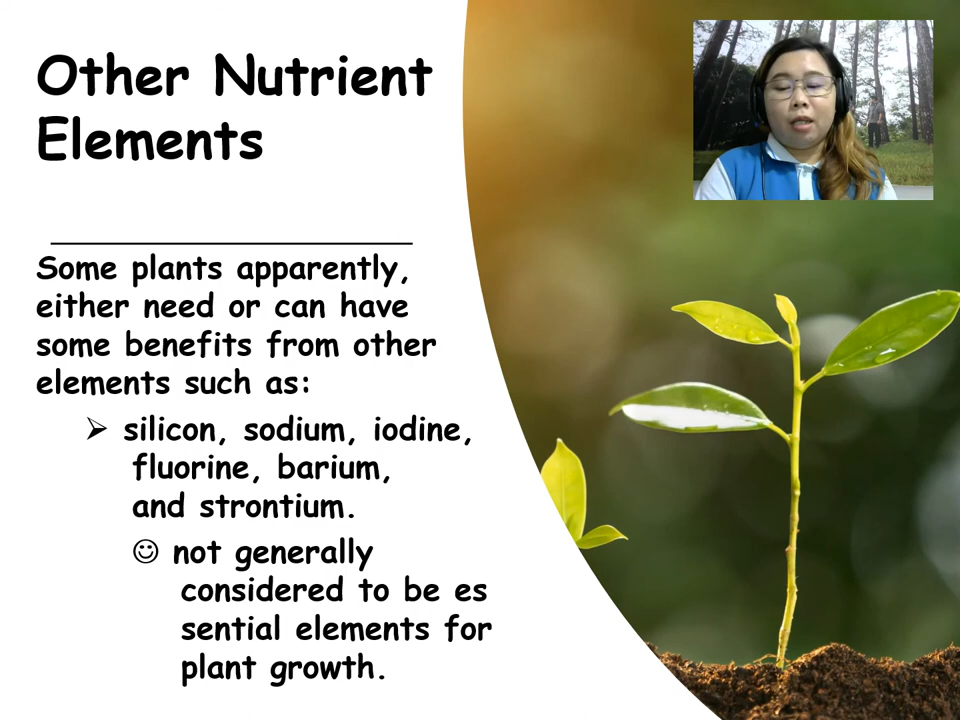 Other Nutrient
Elements
Some plants apparently,
either need or can have
some benefits from other
elements such as:
➢ silicon, sodium, iodine,
fluorine, barium,
and strontium.
☺ not generally
considered to be es
sential elements for
plant growth.